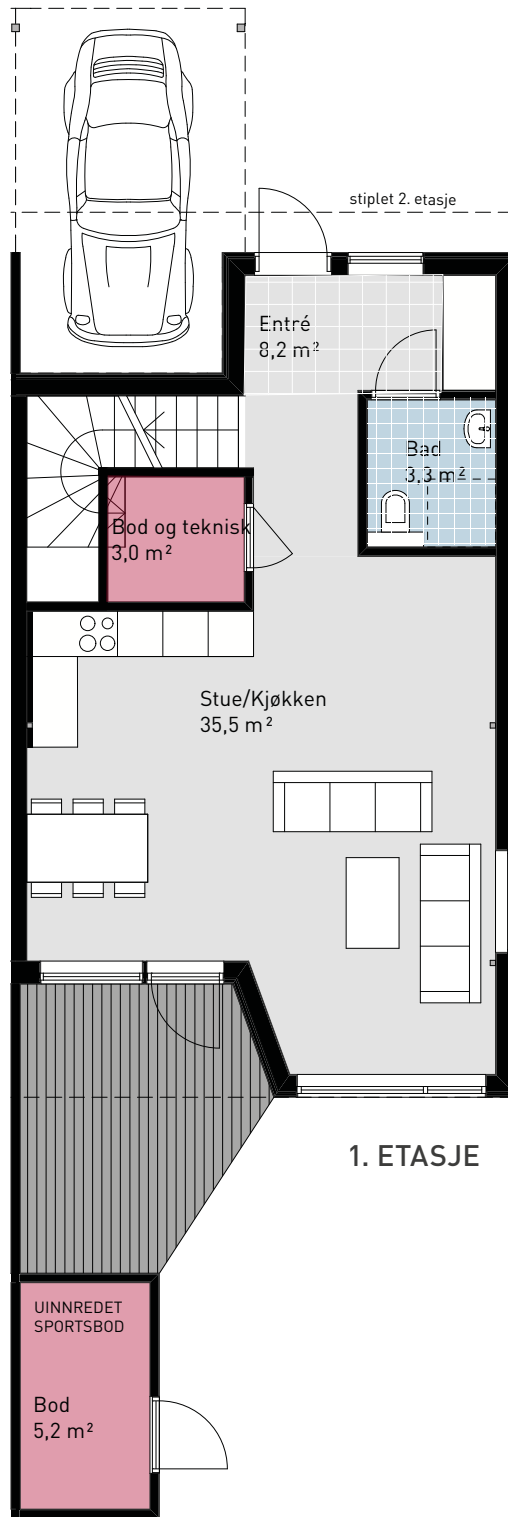 stiplet 2. etasje
Entré
8,2 m²
Bad
3,3 m²
Bod og teknisk
3,0 m²
Stue/Kjøkken
35,5 m²
1. ETASJE
UINNREDET
SPORTSBOD
Bod
5,2 m²